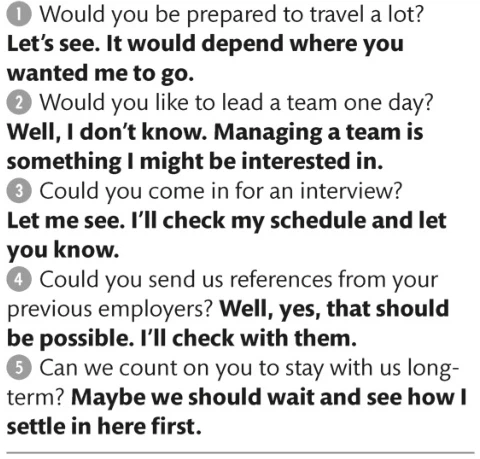 1 Would you be prepared to travel a lot?
Let's see. It would depend where you
wanted me to go.
2 Would you like to lead a team one day?
Well, I don't know. Managing a team is
something I might be interested in.
3 Could you come in for an interview?
Let me see. I'll check my schedule and let
you know.
4 Could you send us references from your
previous employers? Well, yes, that should
be possible. I'll check with them.
5 Can we count on you to stay with us long-
term? Maybe we should wait and see how I
settle in here first.